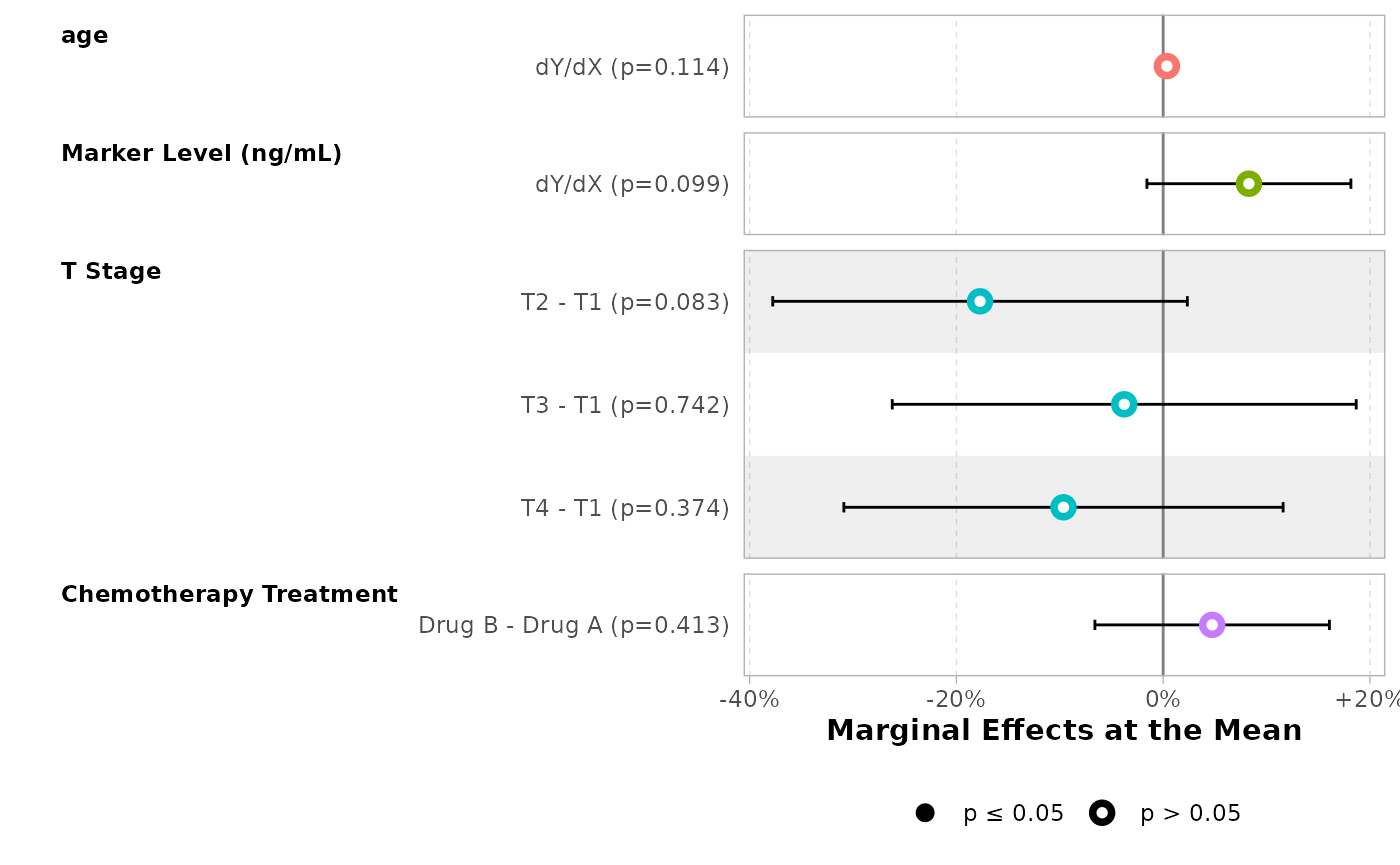 age
dY/dX (p=0.114)
Marker Level (ng/mL)
dY/dX (p=0.099)
T Stage
T2 - T1 (p=0.083)
T3 - T1 (p=0.742)
T4 - T1 (p=0.374)
Chemotherapy Treatment
Drug B - Drug A (p=0.413)
-40% -20% 0% +20%
Marginal Effects at the Mean
p ≤ 0.05 p > 0.05